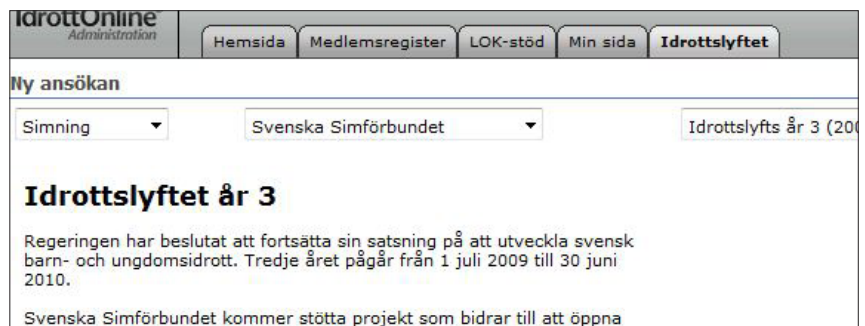 IdrottOnline
Administration
Hemsida Medlemsregister LOK-stöd Min sida Idrottslyftet
Ny ansökan
Simning Svenska Simförbundet Idrottslyfts år 3 (200
Idrottslyftet år 3
Regeringen har beslutat att fortsätta sin satsning på att utveckla svensk
barn- och ungdomsidrott. Tredje året pågår från 1 juli 2009 till 30 juni
2010.
Svenska Simförbundet kommer stötta projekt som bidrar till att öppna